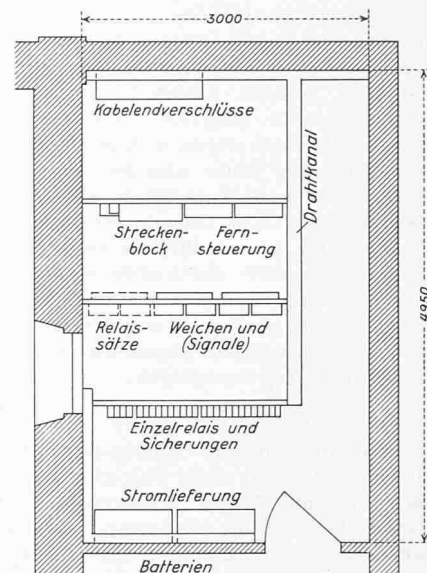 3000
Kabelendverschlüsse
Drahtkanal
4950
Strecken-
block
Fern-
steuerung
Relais-
sätze
Weichen und
(Signale)
Einzelrelais und
Sicherungen
Stromlieferung
Batterien